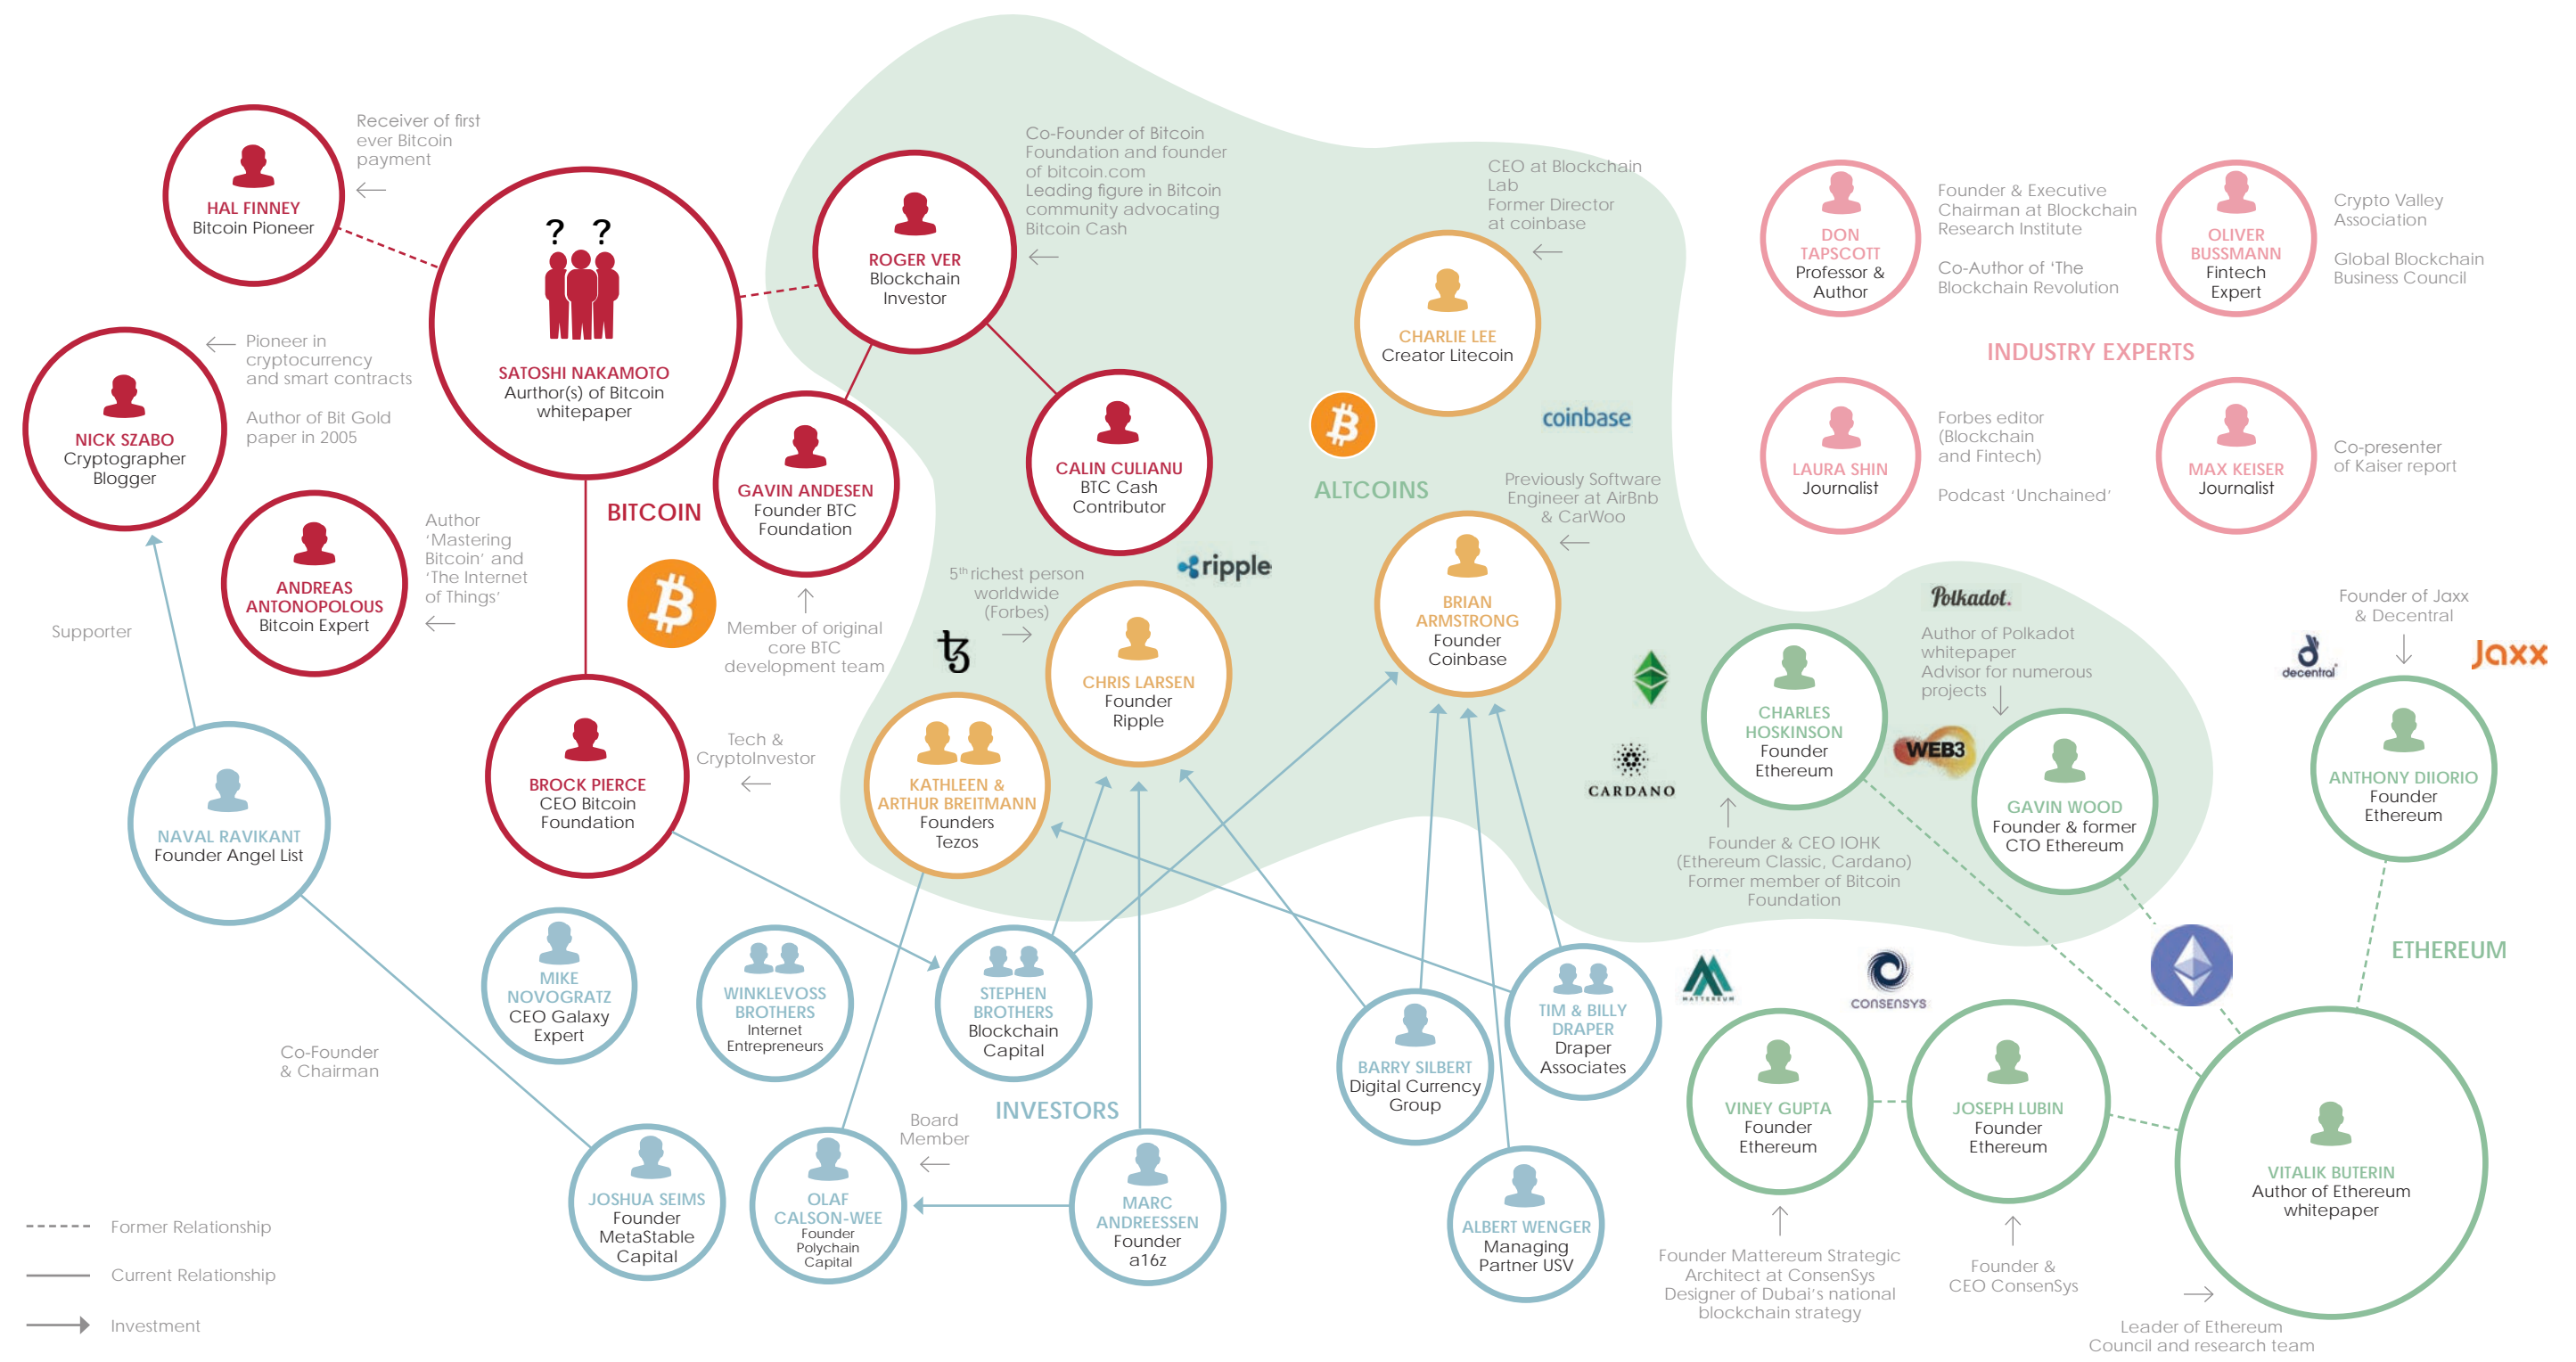 Receiver of first
ever Bitcoin
payment
HAL FINNEY
Bitcoin Pioneer
? ?
SATOSHI NAKAMOTO
Aurthor(s) of Bitcoin
whitepaper
Co-Founder of Bitcoin
Foundation and founder
of bitcoin.com
Leading figure in Bitcoin
community advocating
Bitcoin Cash
ROGER VER
Blockchain
Investor
CEO at Blockchain
Lab
Former Director
at coinbase
CHARLIE LEE
Creator Litecoin
DON
TAPSCOTT
Professor &
Author
Founder & Executive
Chairman at Blockchain
Research Institute
Co-Author of ‘The
Blockchain Revolution
OLIVER
BUSSMANN
Fintech
Expert
Crypto Valley
Association
Global Blockchain
Business Council
INDUSTRY EXPERTS
LAURA SHIN
Journalist
Forbes editor
(Blockchain
and Fintech)
Podcast ‘Unchained’
MAX KEISER
Journalist
Co-presenter
of Kaiser report
Pioneer in
cryptocurrency
and smart contracts
Author of Bit Gold
paper in 2005
NICK SZABO
Cryptographer
Blogger
ANDREAS
ANTONOPOLOUS
Bitcoin Expert
Author
‘Mastering
Bitcoin’ and
‘The Internet
of Things’
BITCOIN
GAVIN ANDESEN
Founder BTC
Foundation
Member of original
core BTC
development team
CALIN CULIANU
BTC Cash
Contributor
coinbase
ALTCOINS
Previously Software
Engineer at AirBnb
& CarWoo
BRIAN
ARMSTRONG
Founder
Coinbase
ripple
5th richest person
worldwide
(Forbes)
CHRIS LARSEN
Founder
Ripple
KATHLEEN &
ARTHUR BREITMANN
Founders
Tezos
Supporter
NAVAL RAVIKANT
Founder Angel List
BROCK PIERCE
CEO Bitcoin
Foundation
Tech &
CryptoInvestor
CARDANO
CHARLES
HOSKINSON
Founder
Ethereum
Founder & CEO IOHK
(Ethereum Classic, Cardano)
Former member of Bitcoin
Foundation
Polkadot.
Author of Polkadot
whitepaper
Advisor for numerous
projects
WEB3
GAVIN WOOD
Founder & former
CTO Ethereum
Founder of Jaxx
& Decentral
decentral
Jaxx
ANTHONY DIIORIO
Founder
Ethereum
ETHEREUM
MIKE
NOVOGRATZ
CEO Galaxy
Expert
WINKLEVOSS
BROTHERS
Internet
Entrepreneurs
STEPHEN
BROTHERS
Blockchain
Capital
INVESTORS
BARRY SILBERT
Digital Currency
Group
TIM & BILLY
DRAPER
Draper
Associates
Co-Founder
& Chairman
JOSHUA SEIMS
Founder
MetaStable
Capital
OLAF
CALSON-WEE
Founder
Polychain
Capital
Board
Member
MARC
ANDREESSEN
Founder
a16z
ALBERT WENGER
Managing
Partner USV
MATTEREUM
CONSENSYS
VINEY GUPTA
Founder
Ethereum
Founder Mattereum Strategic
Architect at ConsenSys
Designer of Dubai’s national
blockchain strategy
JOSEPH LUBIN
Founder
Ethereum
Founder &
CEO ConsenSys
VITALIK BUTERIN
Author of Ethereum
whitepaper
Leader of Ethereum
Council and research team
Former Relationship
Current Relationship
Investment